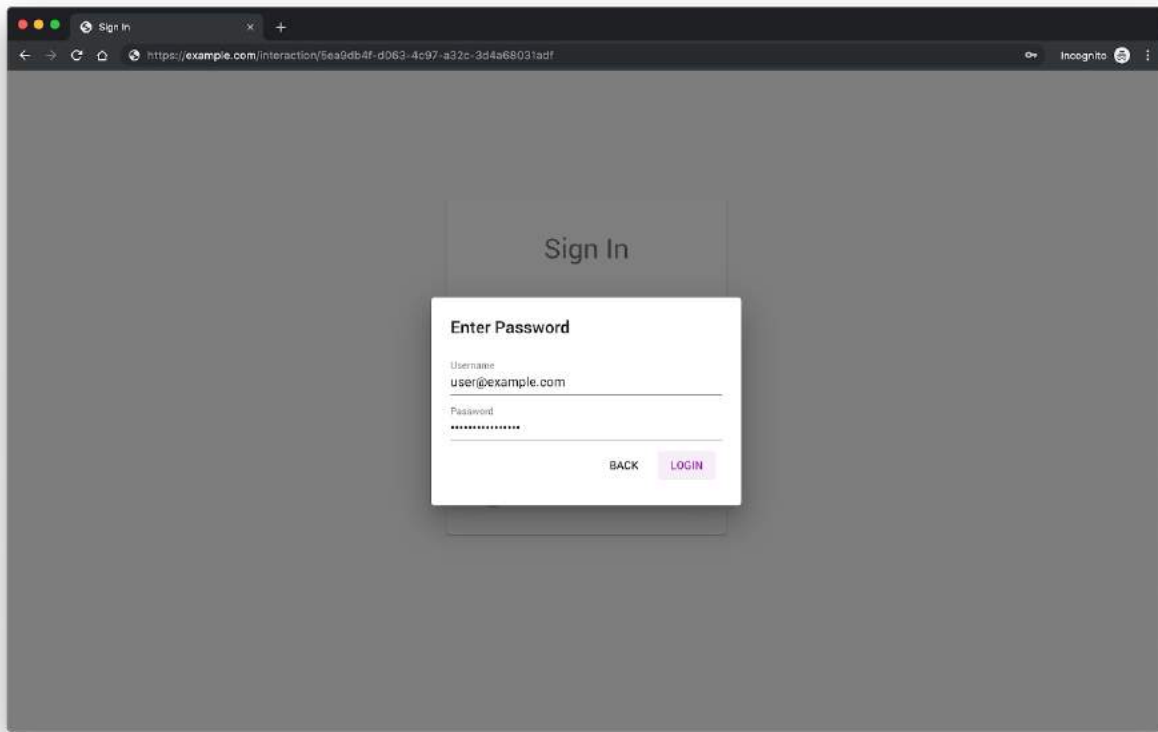 Sign In
https://example.com/interaction/5ea9db4f-d063-4c97-a32c-3d4a68031adf
Incognito
Sign In
Enter Password
Username
user@example.com
Password
••••••••••••••••
BACK LOGIN